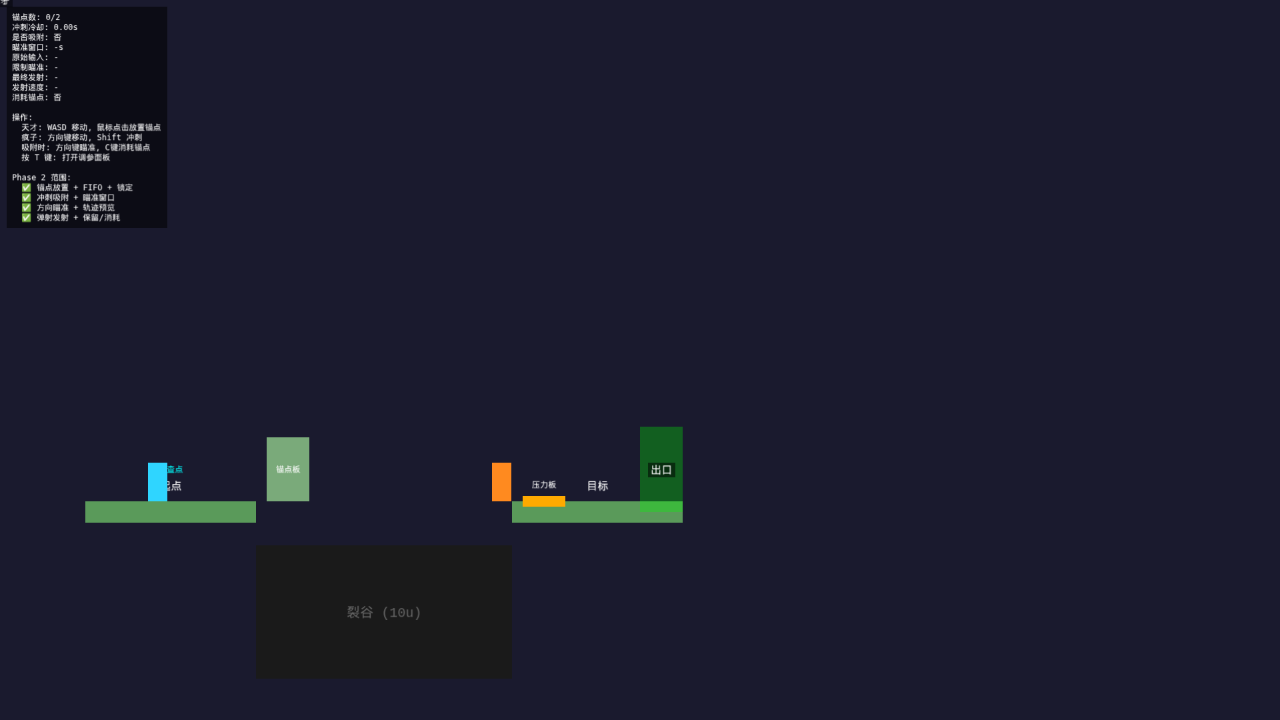 锚点数: 0/2
冲刺冷却: 0.00s
是否吸附: 否
瞄准窗口: -s
原始输入: -
限制瞄准: -
最终发射: -
发射速度: -
消耗锚点: 否
操作:
天才: WASD 移动, 鼠标点击放置锚点
疯子: 方向键移动, Shift 冲刺
吸附时: 方向键瞄准, C键消耗锚点
按 T 键: 打开调参面板
Phase 2 范围:
✅ 锚点放置 + FIFO + 锁定
✅ 冲刺吸附 + 瞄准窗口
✅ 方向瞄准 + 轨迹预览
✅ 弹射发射 + 保留/消耗
查点
起点
锚点板
压力板
目标
出口
裂谷 (10u)